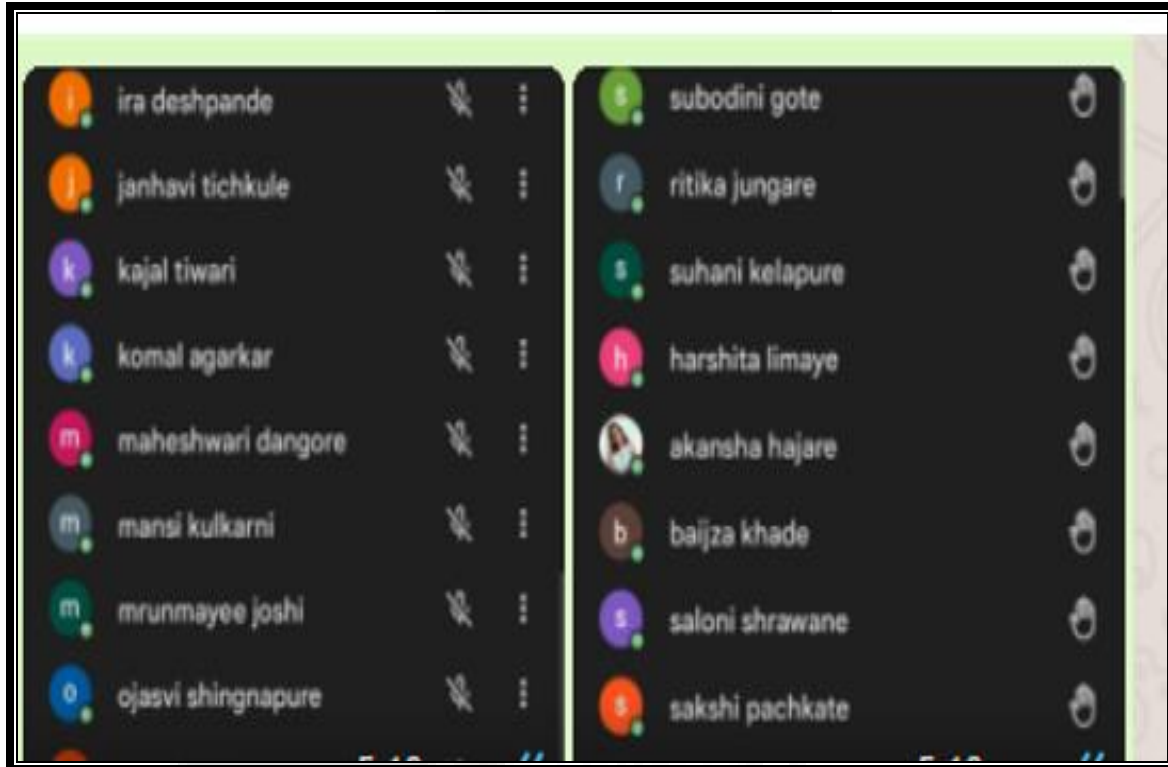 i ira deshpande
j janhavi tichkule
k kajal tiwari
k komal agarkar
m maheshwari dangore
m mansi kulkarni
m mrunmayee joshi
o ojasvi shingnapure
s subodini gote
r ritika jungare
s suhani kelapure
h harshita limaye
akansha hajare
b baijza khade
s saloni shrawane
s sakshi pachkate